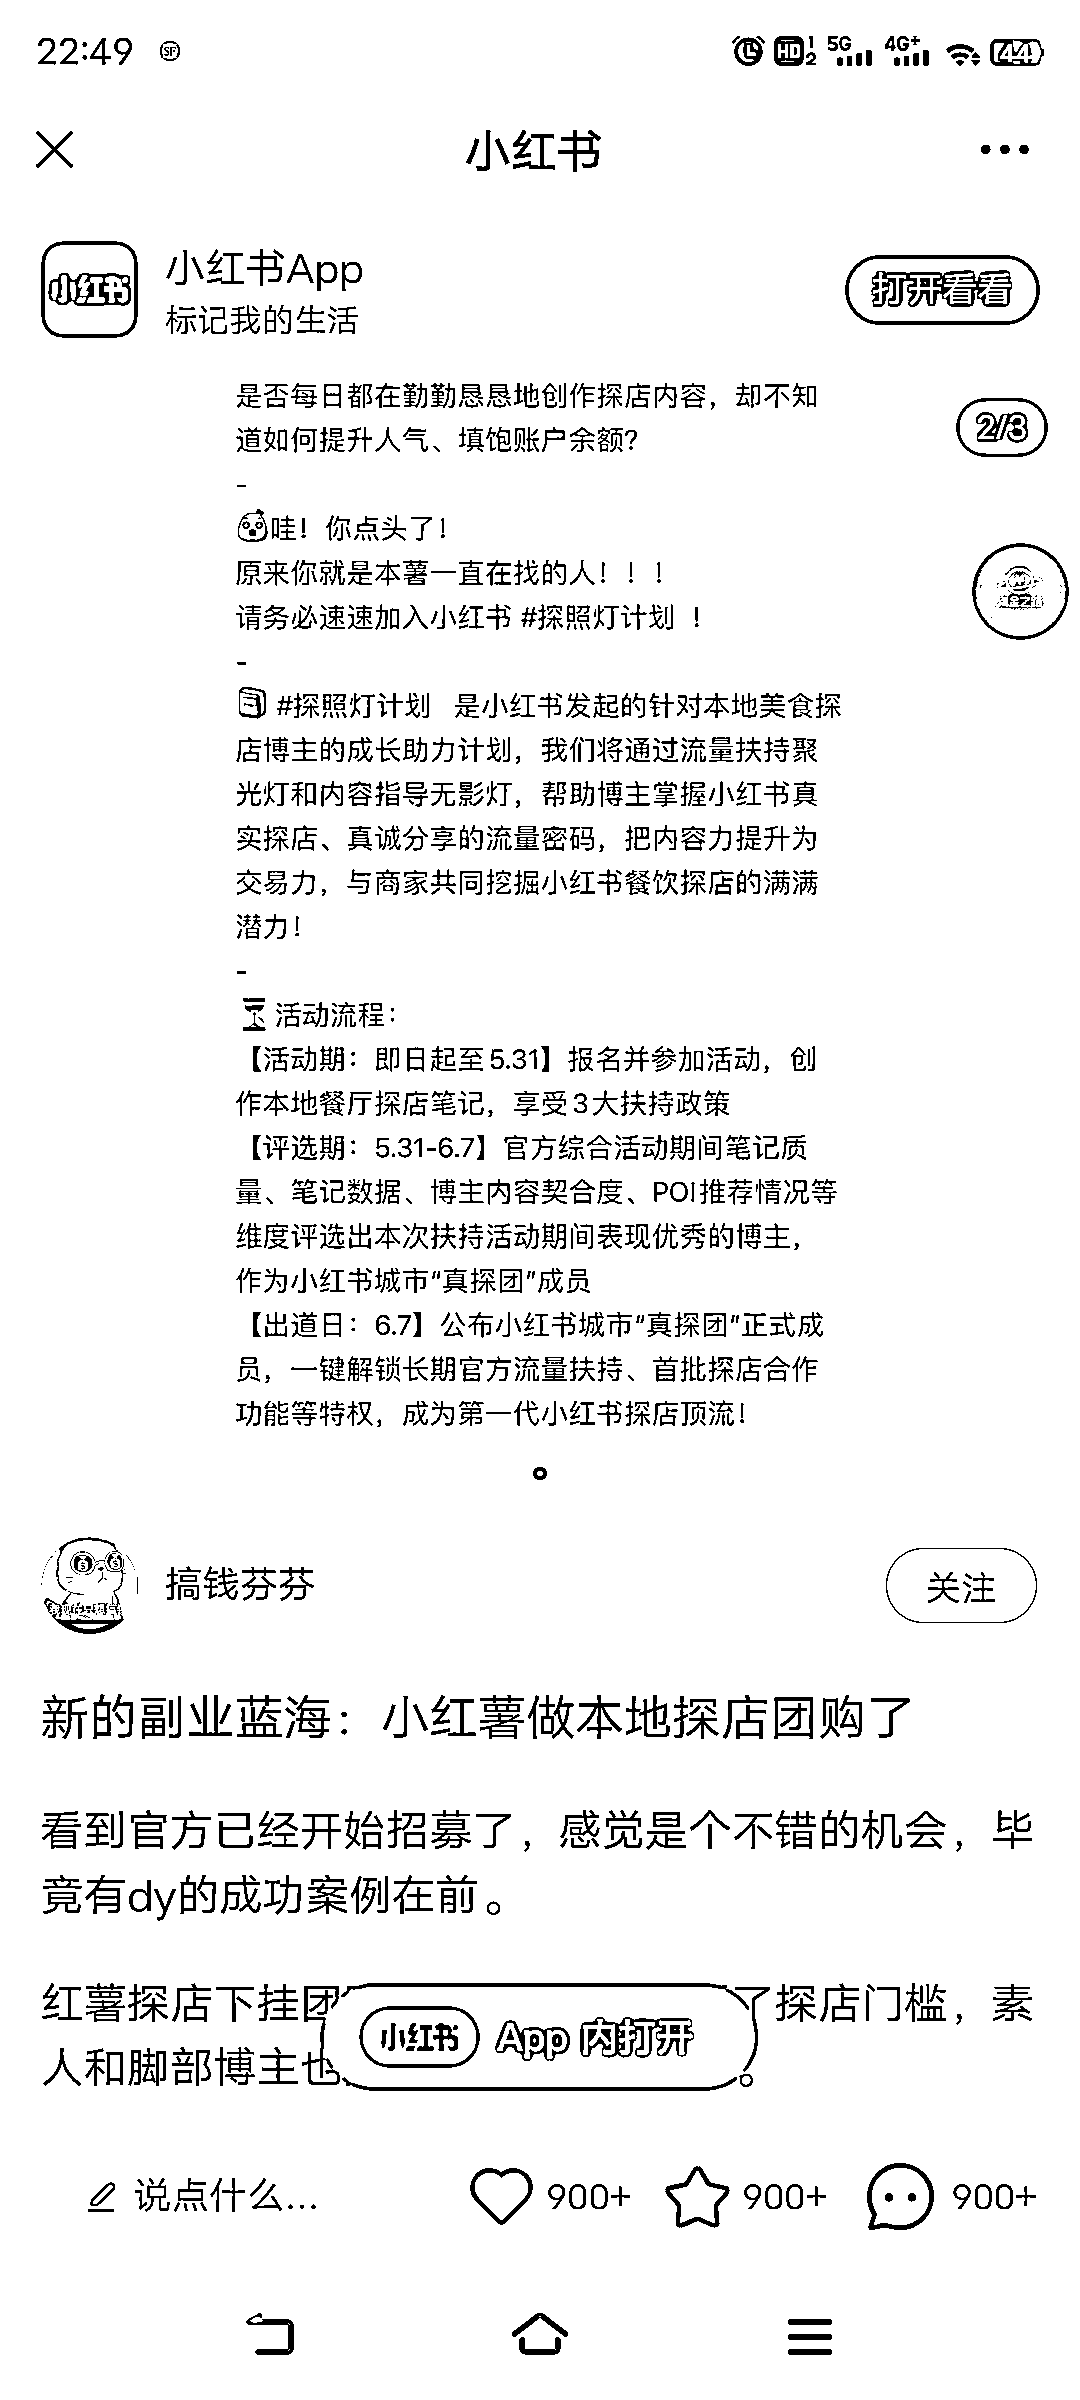 22:49
HD 1 2 5G 4G+ 44
小红书
小红书
小红书App
标记我的生活
打开看看
是否每日都在勤勤恳恳地创作探店内容，却不知
道如何提升人气、填饱账户余额？
2/3
-
哇！你点头了！
原来你就是本薯一直在找的人！！！
请务必速速加入小红书 #探照灯计划 ！
-
#探照灯计划 是小红书发起的针对本地美食探
店博主的成长助力计划，我们将通过流量扶持聚
光灯和内容指导无影灯，帮助博主掌握小红书真
实探店、真诚分享的流量密码，把内容力提升为
交易力，与商家共同挖掘小红书餐饮探店的满满
潜力！
-
活动流程：
【活动期：即日起至5.31】报名并参加活动，创
作本地餐厅探店笔记，享受3大扶持政策
【评选期：5.31-6.7】官方综合活动期间笔记质
量、笔记数据、博主内容契合度、POI推荐情况等
维度评选出本次扶持活动期间表现优秀的博主，
作为小红书城市“真探团”成员
【出道日：6.7】公布小红书城市“真探团”正式成
员，一键解锁长期官方流量扶持、首批探店合作
功能等特权，成为第一代小红书探店顶流！
搞钱芬芬
关注
新的副业蓝海：小红薯做本地探店团购了
看到官方已经开始招募了，感觉是个不错的机会，毕
竟有dy的成功案例在前。
红薯探店下挂团 了探店门槛，素
人和脚部博主也 。
小红书 App 内打开
说点什么... 900+ 900+ 900+